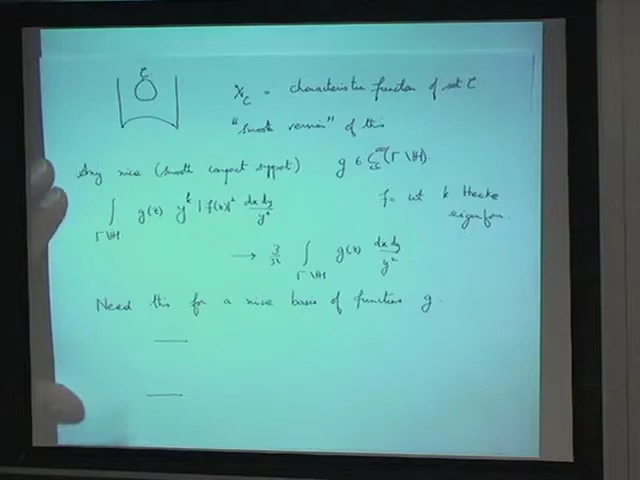 C
χ_C = characteristic function of set C
"Smooth version" of this
Any nice (smooth compact support) g ∈ C_c^∞(Γ\ℍ).
∫_{Γ\ℍ} g(z) y^k |f(z)|² dx dy / y²
f = wt k Hecke eigenfn.
→ 3/π ∫_{Γ\ℍ} g(z) dx dy / y²
Need this for a nice basis of functions g.